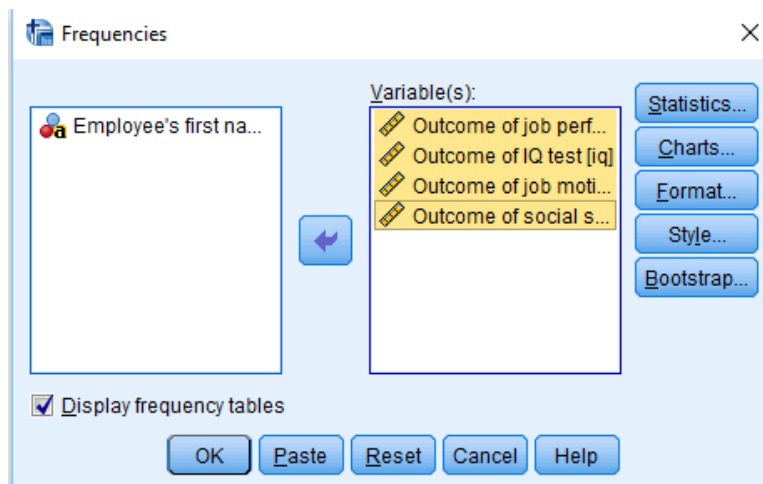 Frequencies
Variable(s):
Employee's first na...
Outcome of job perf...
Outcome of IQ test [iq]
Outcome of job moti...
Outcome of social s...
Statistics...
Charts...
Format...
Style...
Bootstrap...
Display frequency tables
OK Paste Reset Cancel Help